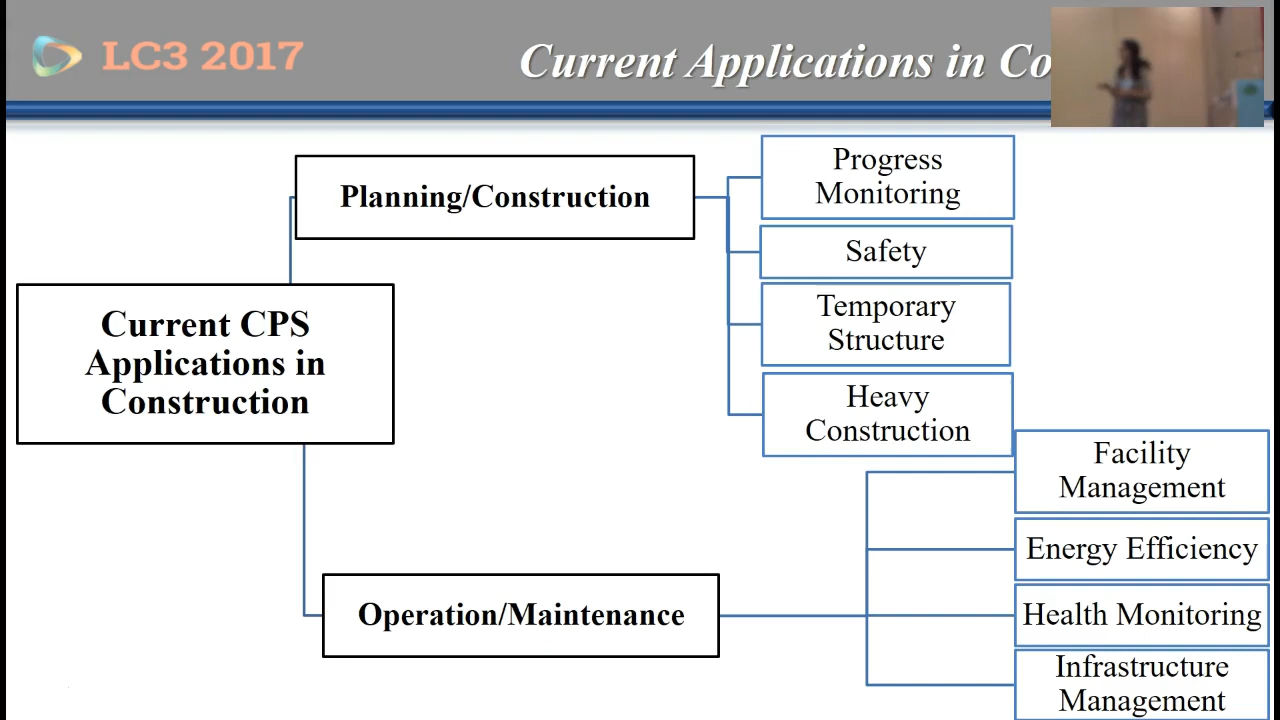 LC3 2017
Current Applications in Co
Planning/Construction
Progress
Monitoring
Safety
Temporary
Structure
Heavy
Construction
Current CPS
Applications in
Construction
Operation/Maintenance
Facility
Management
Energy Efficiency
Health Monitoring
Infrastructure
Management